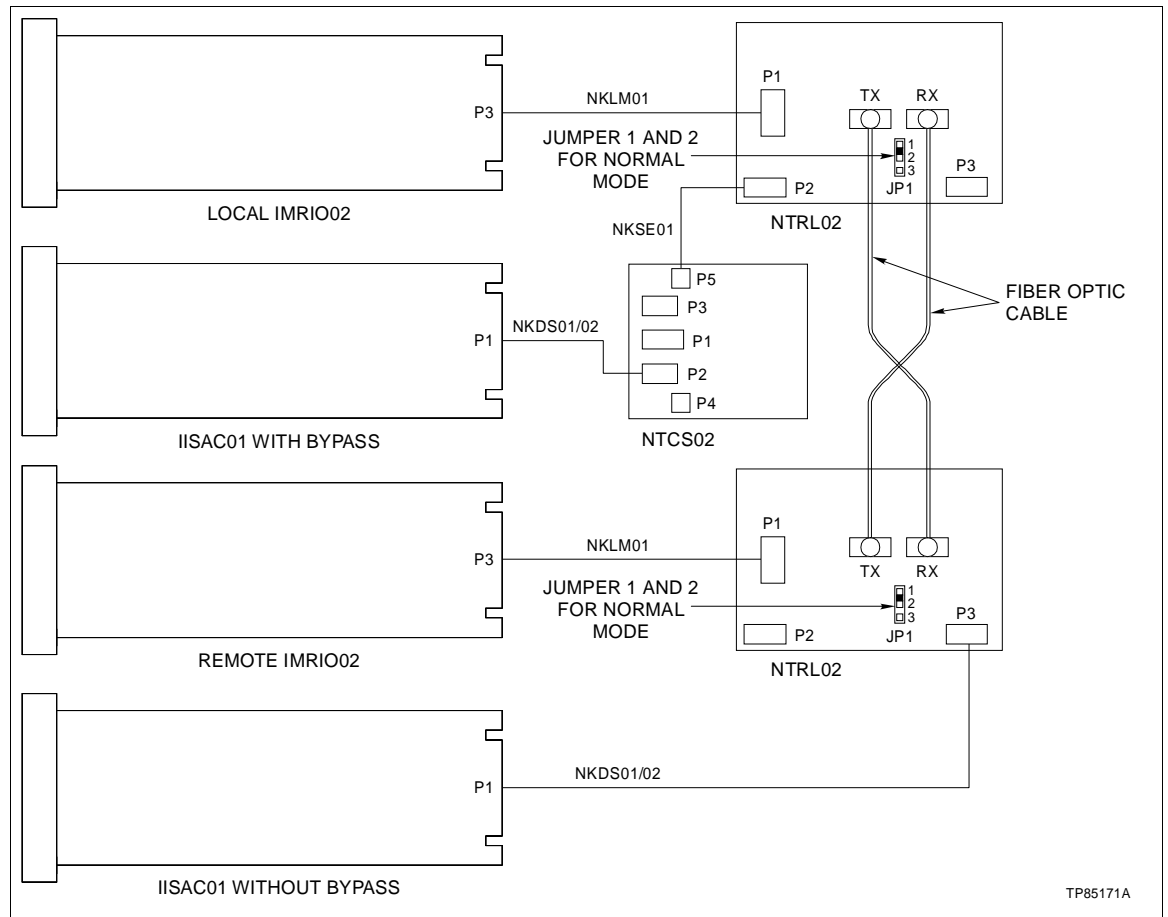 P3
NKLM01
P1
TX
RX
JUMPER 1 AND 2
FOR NORMAL
MODE
1
2
3
JP1
P2
P3
LOCAL IMRIO02
NTRL02
NKSE01
P5
P3
P1
P2
P4
NTCS02
P1
NKDS01/02
FIBER OPTIC
CABLE
IISAC01 WITH BYPASS
P3
NKLM01
P1
TX
RX
JUMPER 1 AND 2
FOR NORMAL
MODE
1
2
3
JP1
P2
P3
REMOTE IMRIO02
NTRL02
P1
NKDS01/02
IISAC01 WITHOUT BYPASS
TP85171A